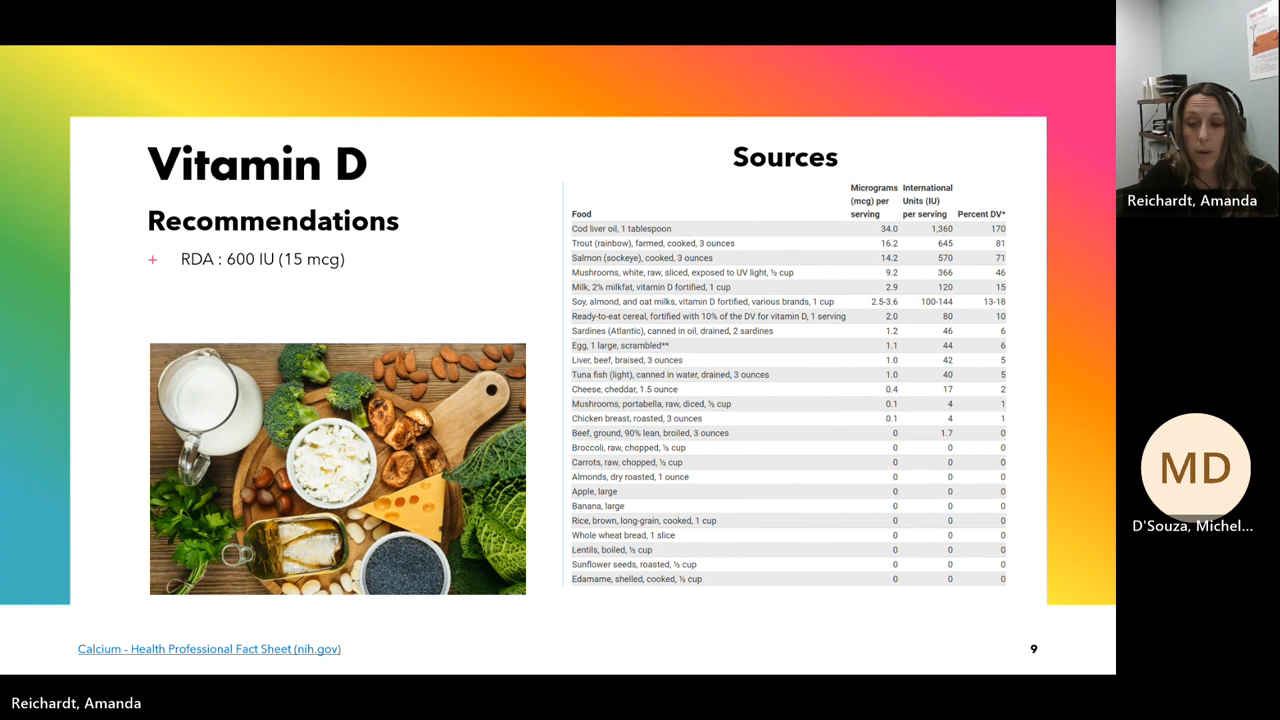 Vitamin D
Recommendations
+ RDA : 600 IU (15 mcg)
Sources
Food Micrograms (mcg) per serving International Units (IU) per serving Percent DV*
Cod liver oil, 1 tablespoon 34.0 1,360 170
Trout (rainbow), farmed, cooked, 3 ounces 16.2 645 81
Salmon (sockeye), cooked, 3 ounces 14.2 570 71
Mushrooms, white, raw, sliced, exposed to UV light, ½ cup 9.2 366 46
Milk, 2% milkfat, vitamin D fortified, 1 cup 2.9 120 15
Soy, almond, and oat milks, vitamin D fortified, various brands, 1 cup 2.5-3.6 100-144 13-18
Ready-to-eat cereal, fortified with 10% of the DV for vitamin D, 1 serving 2.0 80 10
Sardines (Atlantic), canned in oil, drained, 2 sardines 1.2 46 6
Egg, 1 large, scrambled** 1.1 44 6
Liver, beef, braised, 3 ounces 1.0 42 5
Tuna fish (light), canned in water, drained, 3 ounces 1.0 40 5
Cheese, cheddar, 1.5 ounce 0.4 17 2
Mushrooms, portabella, raw, diced, ½ cup 0.1 4 1
Chicken breast, roasted, 3 ounces 0.1 4 1
Beef, ground, 90% lean, broiled, 3 ounces 0 1.7 0
Broccoli, raw, chopped, ½ cup 0 0 0
Carrots, raw, chopped, ½ cup 0 0 0
Almonds, dry roasted, 1 ounce 0 0 0
Apple, large 0 0 0
Banana, large 0 0 0
Rice, brown, long-grain, cooked, 1 cup 0 0 0
Whole wheat bread, 1 slice 0 0 0
Lentils, boiled, ½ cup 0 0 0
Sunflower seeds, roasted, ½ cup 0 0 0
Edamame, shelled, cooked, ½ cup 0 0 0
Calcium - Health Professional Fact Sheet (nih.gov)
9
Reichardt, Amanda
MD
D'Souza, Michel...
Reichardt, Amanda